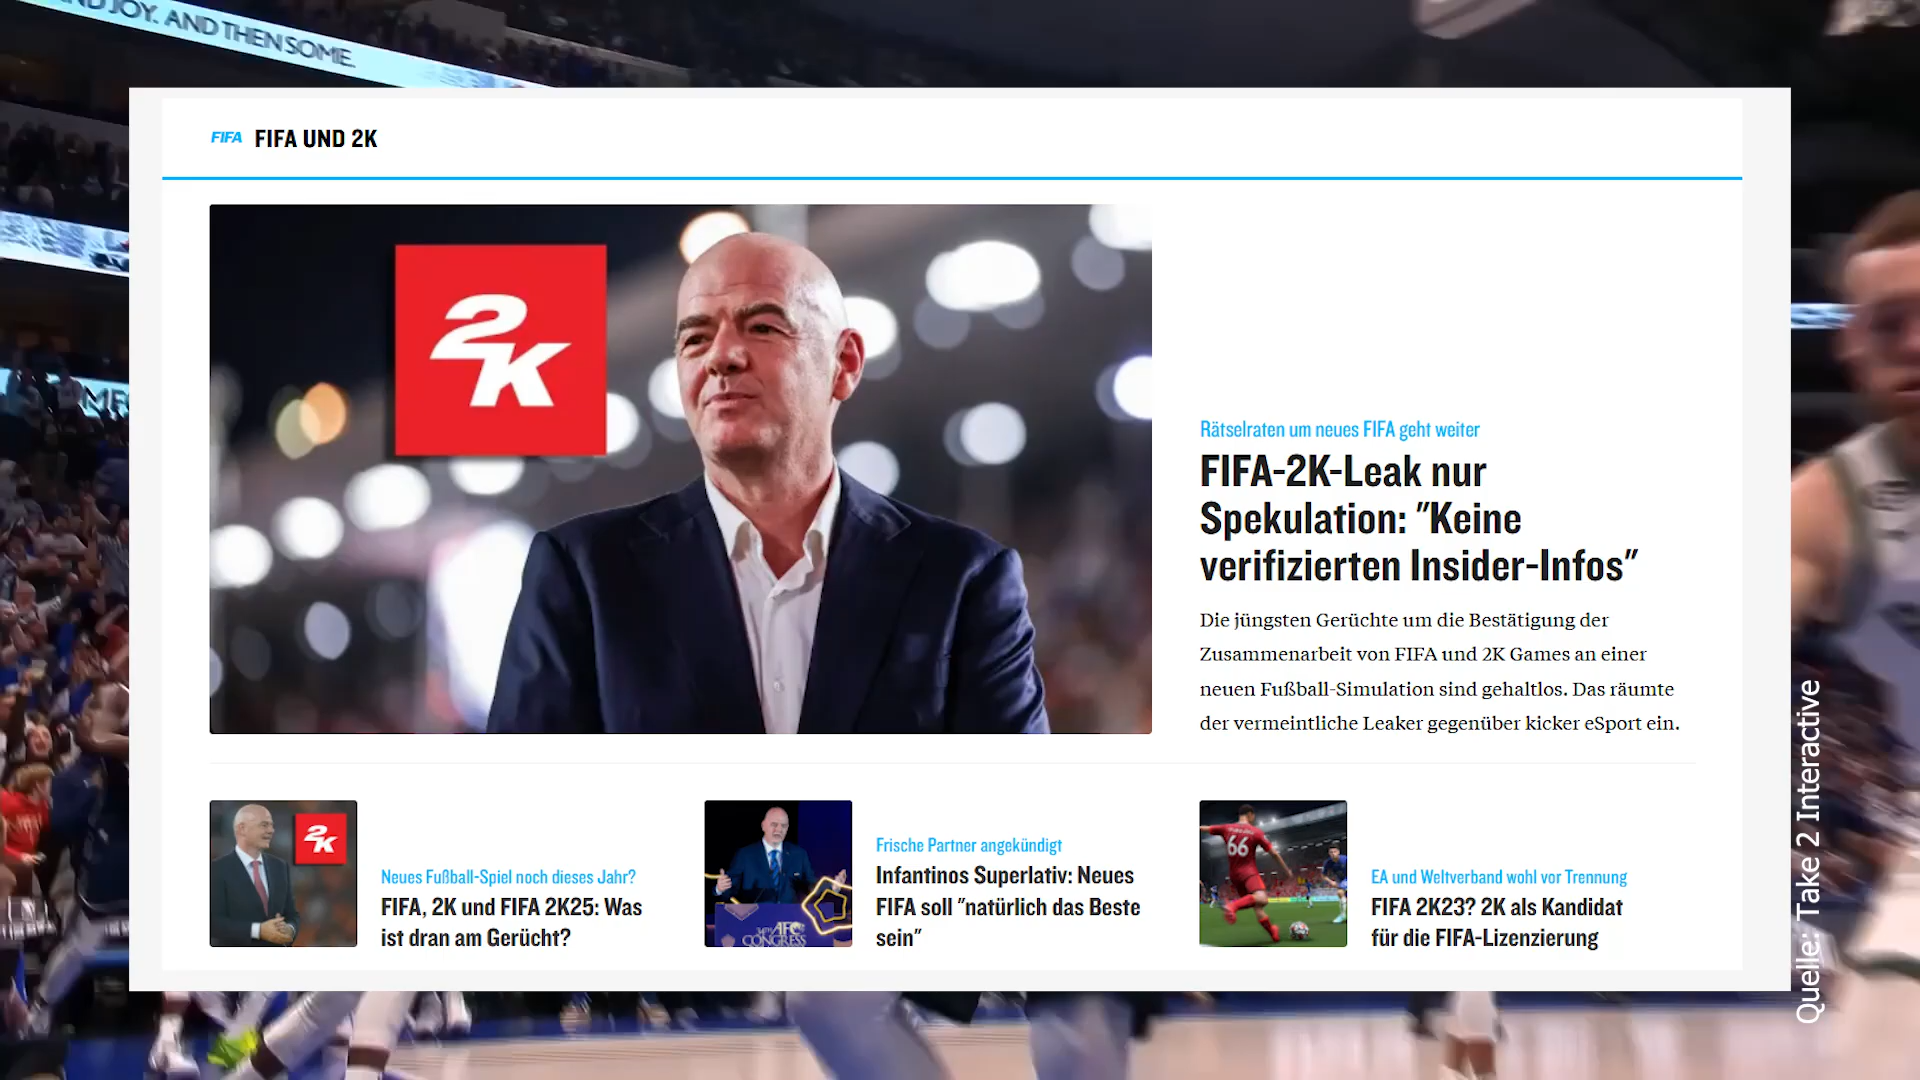 ND JOY. AND THEN SOME.
FIFA FIFA UND 2K
2K
Rätselraten um neues FIFA geht weiter
FIFA-2K-Leak nur
Spekulation: "Keine
verifizierten Insider-Infos"
Die jüngsten Gerüchte um die Bestätigung der
Zusammenarbeit von FIFA und 2K Games an einer
neuen Fußball-Simulation sind gehaltlos. Das räumte
der vermeintliche Leaker gegenüber kicker eSport ein.
2K
Neues Fußball-Spiel noch dieses Jahr?
FIFA, 2K und FIFA 2K25: Was
ist dran am Gerücht?
AFC
CONGRESS
Frische Partner angekündigt
Infantinos Superlativ: Neues
FIFA soll "natürlich das Beste
sein"
66
EA und Weltverband wohl vor Trennung
FIFA 2K23? 2K als Kandidat
für die FIFA-Lizenzierung
Quelle: Take 2 Interactive